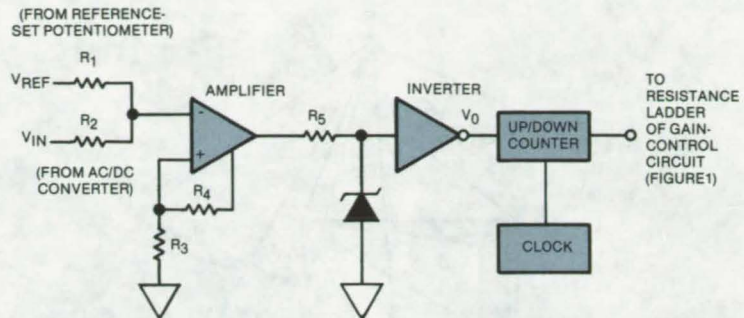 (FROM REFERENCE-
SET POTENTIOMETER)
R1
VREF
R2
VIN
(FROM AC/DC
CONVERTER)
AMPLIFIER
-
+
R4
R3
R5
INVERTER
V0
UP/DOWN
COUNTER
CLOCK
TO
RESISTANCE
LADDER
OF GAIN-
CONTROL
CIRCUIT
(FIGURE1)